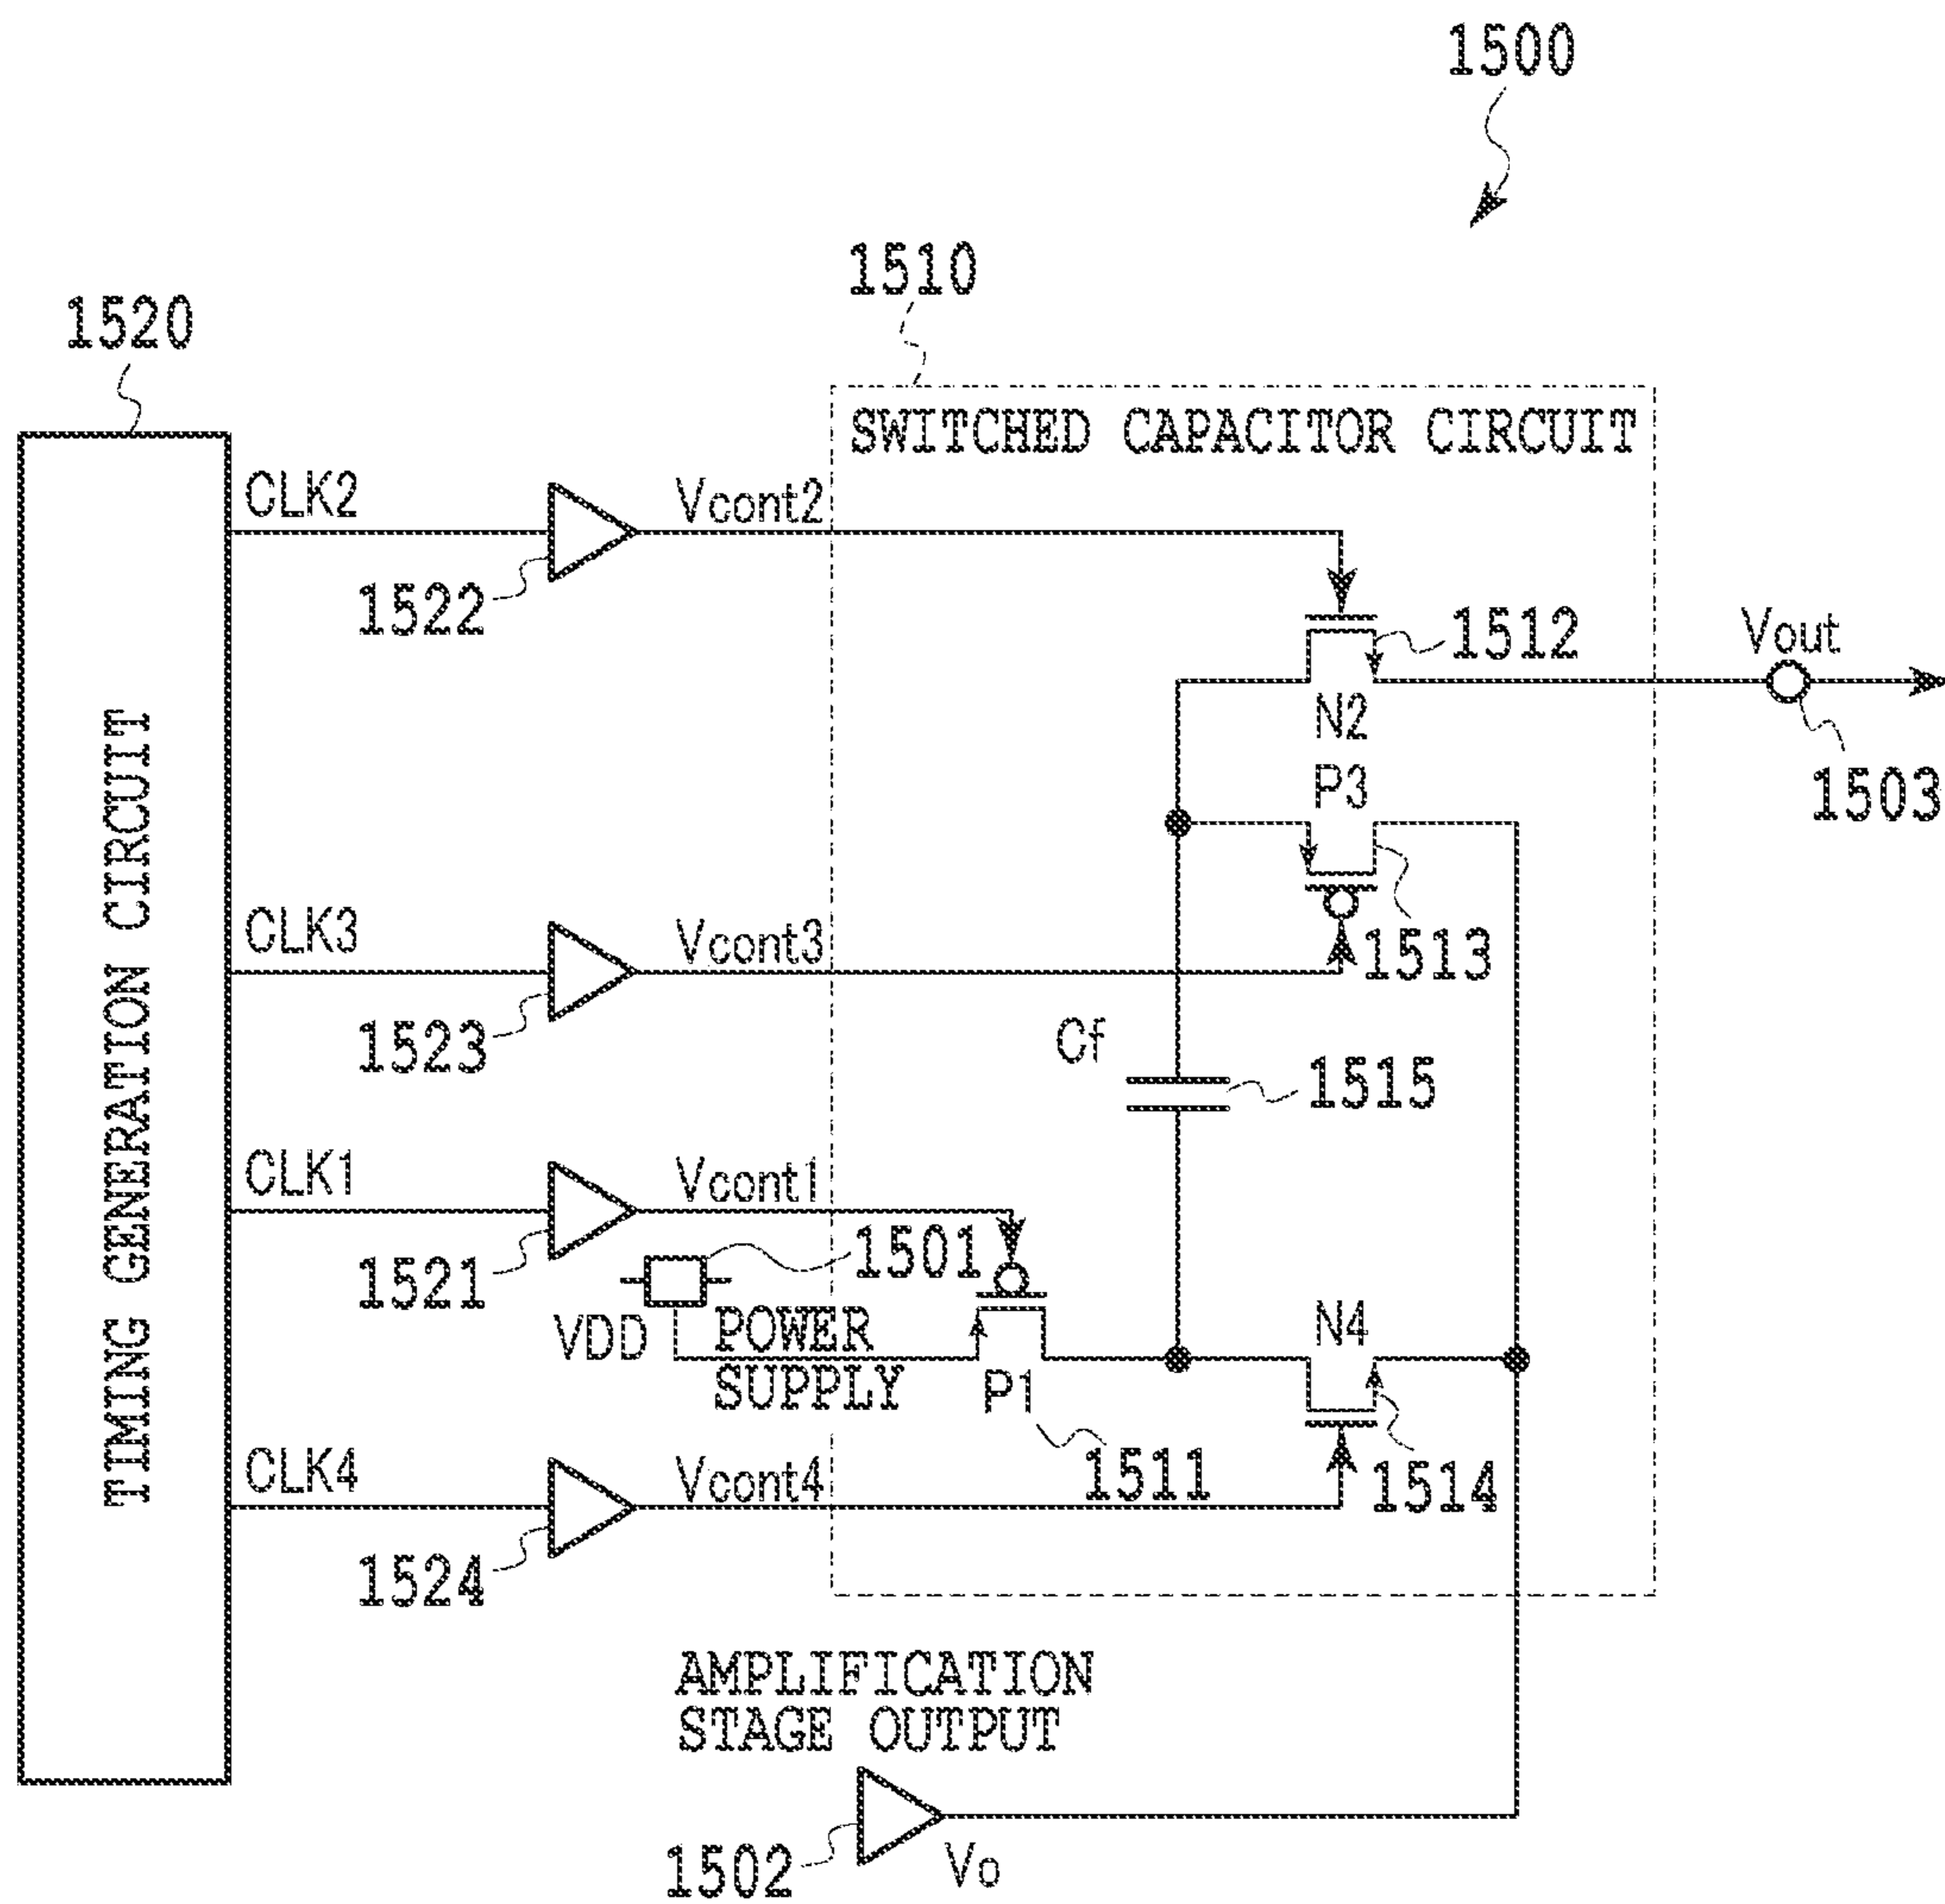 1500
1510
1520
SWITCHED CAPACITOR CIRCUIT
CLK2
Vcont2
1522
1512
Vout
N2
P3
1503
TIMING GENERATION CIRCUIT
CLK3
Vcont3
1513
1523
Cf
1515
CLK1
Vcont1
1501
1521
VDD
POWER
SUPPLY
P1
N4
1511
1514
CLK4
Vcont4
1524
AMPLIFICATION
STAGE OUTPUT
1502
Vo